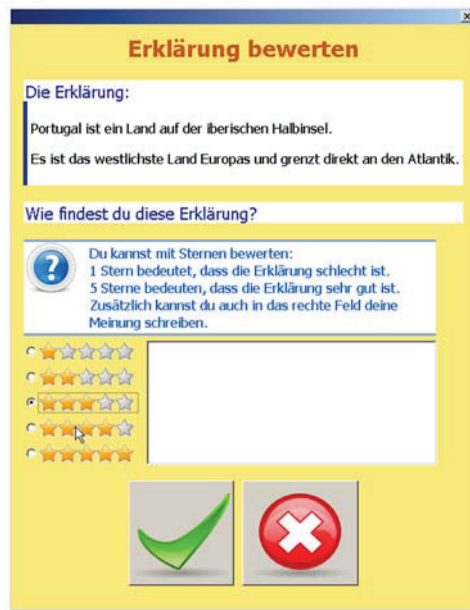 Erklärung bewerten
Die Erklärung:
Portugal ist ein Land auf der iberischen Halbinsel.
Es ist das westlichste Land Europas und grenzt direkt an den Atlantik.
Wie findest du diese Erklärung?
Du kannst mit Sternen bewerten:
1 Stern bedeutet, dass die Erklärung schlecht ist.
5 Sterne bedeuten, dass die Erklärung sehr gut ist.
Zusätzlich kannst du auch in das rechte Feld deine
Meinung schreiben.